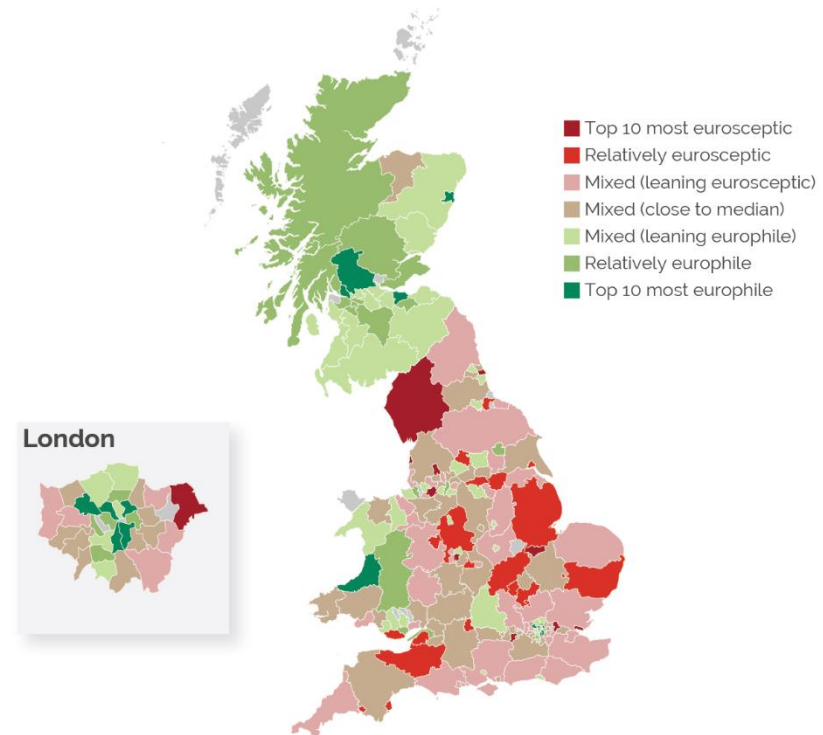 Top 10 most eurosceptic
Relatively eurosceptic
Mixed (leaning eurosceptic)
Mixed (close to median)
Mixed (leaning europhile)
Relatively europhile
Top 10 most europhile
London